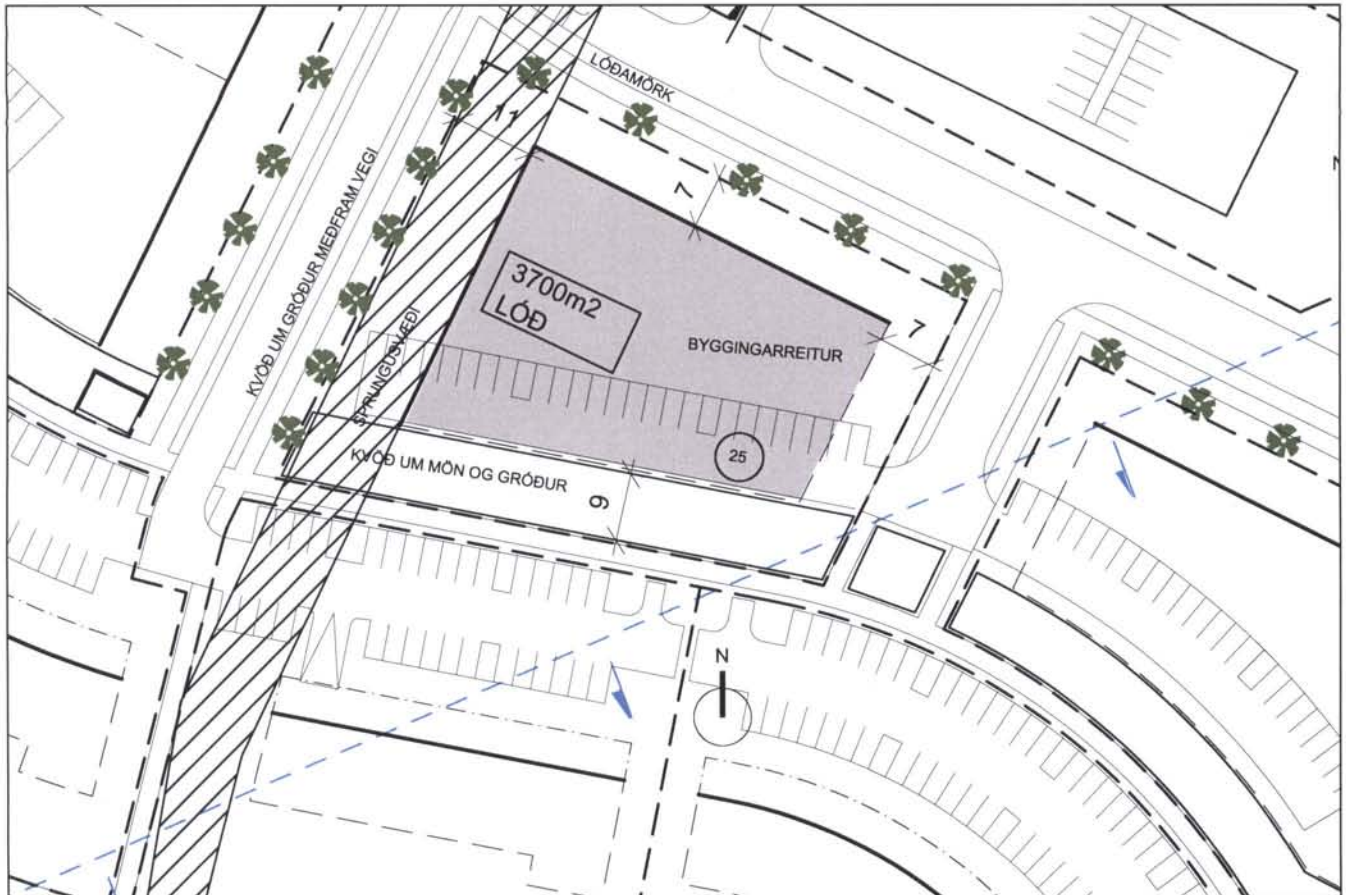 LÓÐAMÖRK
11
7
KVÖÐ UM GRÓÐUR MEÐFRAM VEGI
3700m2
LÓÐ
SPRUNGUSVÆÐI
BYGGINGARREITUR
7
25
KVÖÐ UM MÖN OG GRÓÐUR
9
N